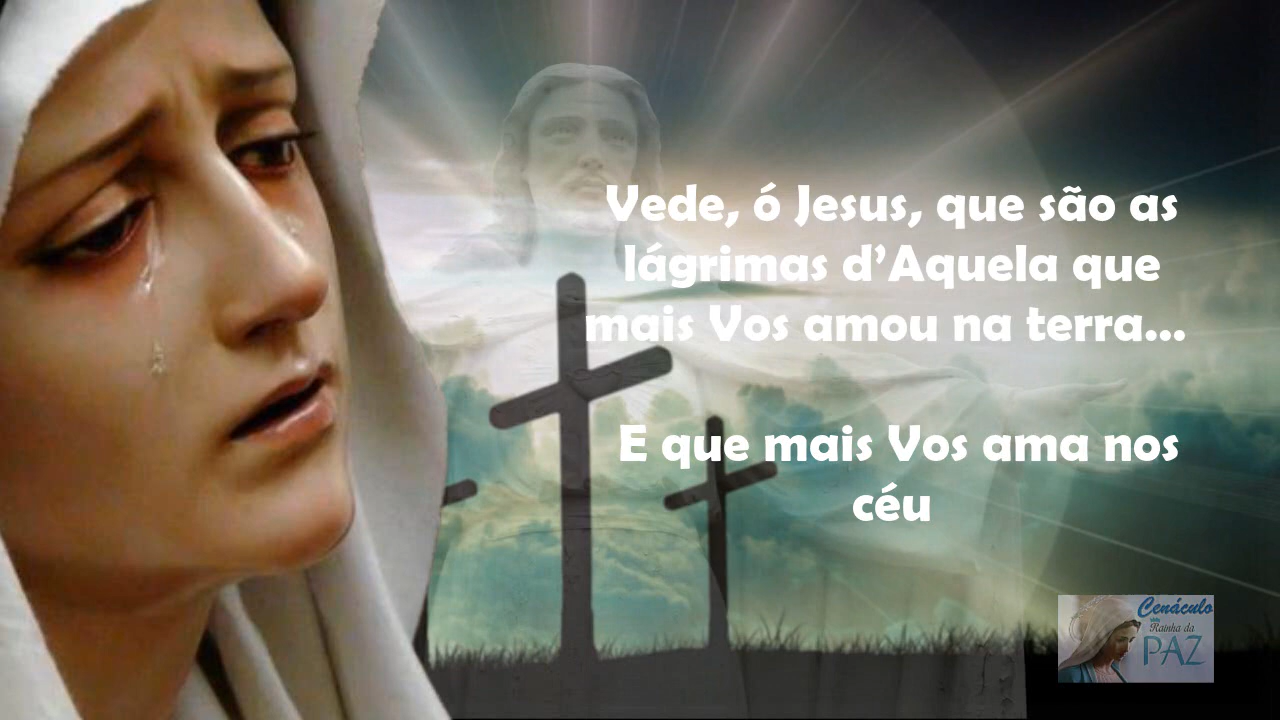 Vede, ó Jesus, que são as
lágrimas d’Aquela que
mais Vos amou na terra...
E que mais Vos ama nos
céu
Cenáculo
Rainha da
PAZ